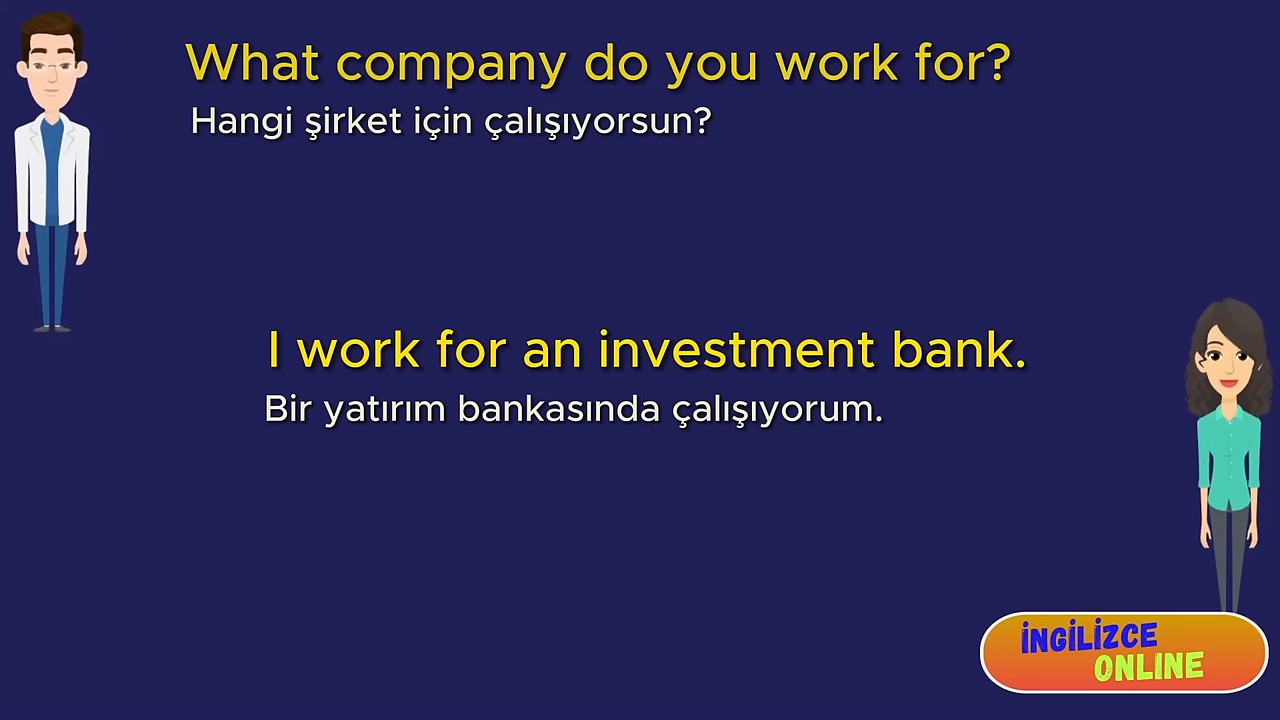 What company do you work for?
Hangi şirket için çalışıyorsun?
I work for an investment bank.
Bir yatırım bankasında çalışıyorum.
İNGİLİZCE
ONLINE